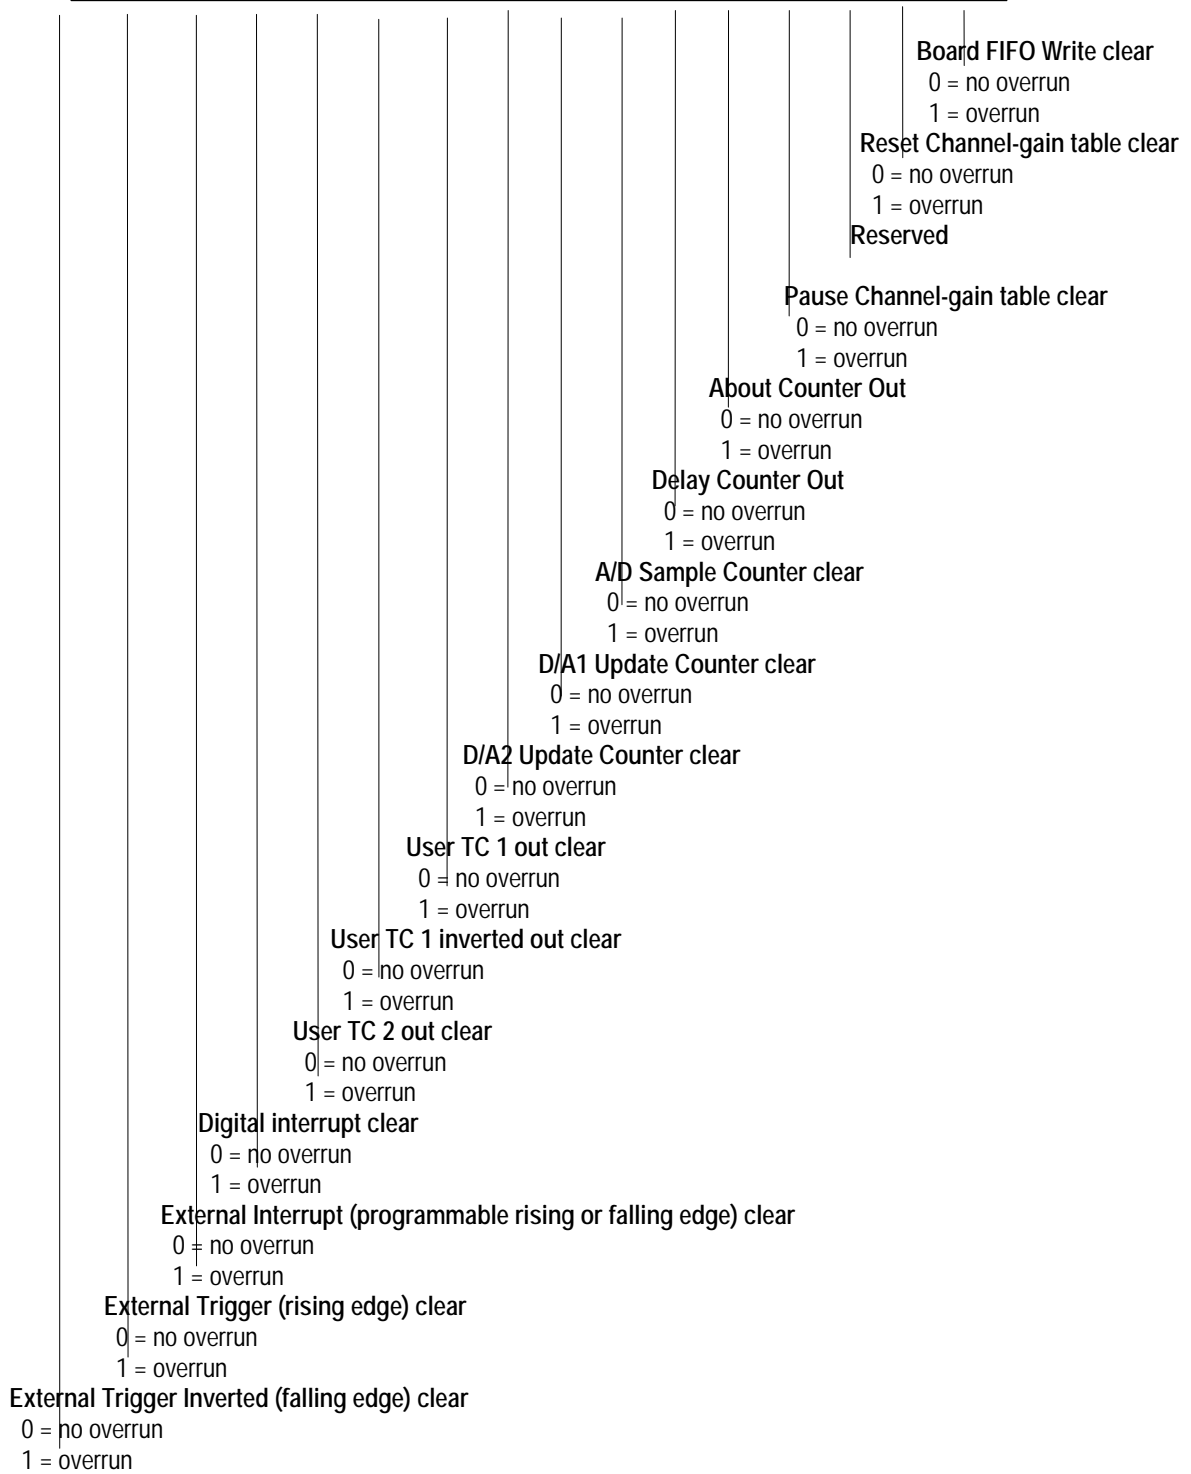 Board FIFO Write clear
0 = no overrun
1 = overrun
Reset Channel-gain table clear
0 = no overrun
1 = overrun
Reserved
Pause Channel-gain table clear
0 = no overrun
1 = overrun
About Counter Out
0 = no overrun
1 = overrun
Delay Counter Out
0 = no overrun
1 = overrun
A/D Sample Counter clear
0 = no overrun
1 = overrun
D/A1 Update Counter clear
0 = no overrun
1 = overrun
D/A2 Update Counter clear
0 = no overrun
1 = overrun
User TC 1 out clear
0 = no overrun
1 = overrun
User TC 1 inverted out clear
0 = no overrun
1 = overrun
User TC 2 out clear
0 = no overrun
1 = overrun
Digital interrupt clear
0 = no overrun
1 = overrun
External Interrupt (programmable rising or falling edge) clear
0 = no overrun
1 = overrun
External Trigger (rising edge) clear
0 = no overrun
1 = overrun
External Trigger Inverted (falling edge) clear
0 = no overrun
1 = overrun